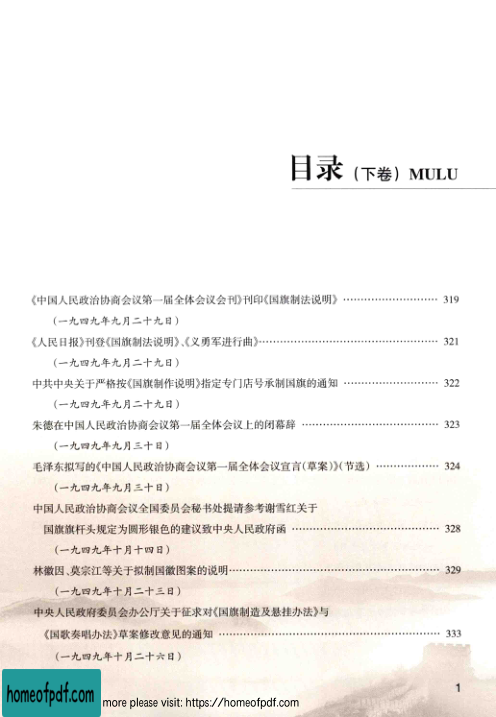 目录（下卷）MULU
《中国人民政治协商会议第一届全体会议会刊》刊印《国旗制法说明》 ………………………… 319
（一九四九年九月二十九日）
《人民日报》刊登《国旗制法说明》、《义勇军进行曲》………………………………………………… 321
（一九四九年九月二十九日）
中共中央关于严格按《国旗制作说明》指定专门店号承制国旗的通知 ………………………… 322
（一九四九年九月二十九日）
朱德在中国人民政治协商会议第一届全体会议上的闭幕辞 …………………………………… 323
（一九四九年九月三十日）
毛泽东拟写的《中国人民政治协商会议第一届全体会议宣言（草案）》（节选） ……………… 324
（一九四九年九月三十日）
中国人民政治协商会议全国委员会秘书处提请参考谢雪红关于
国旗旗杆头规定为圆形银色的建议致中央人民政府函 ……………………………………… 328
（一九四九年十月十四日）
林徽因、莫宗江等关于拟制国徽图案的说明………………………………………………………… 329
（一九四九年十月二十三日）
中央人民政府委员会办公厅关于征求对《国旗制造及悬挂办法》与
《国歌奏唱办法》草案修改意见的通知 ………………………………………………………… 333
（一九四九年十月二十六日）
1
homeofpdf.com
more please visit: https://homeofpdf.com